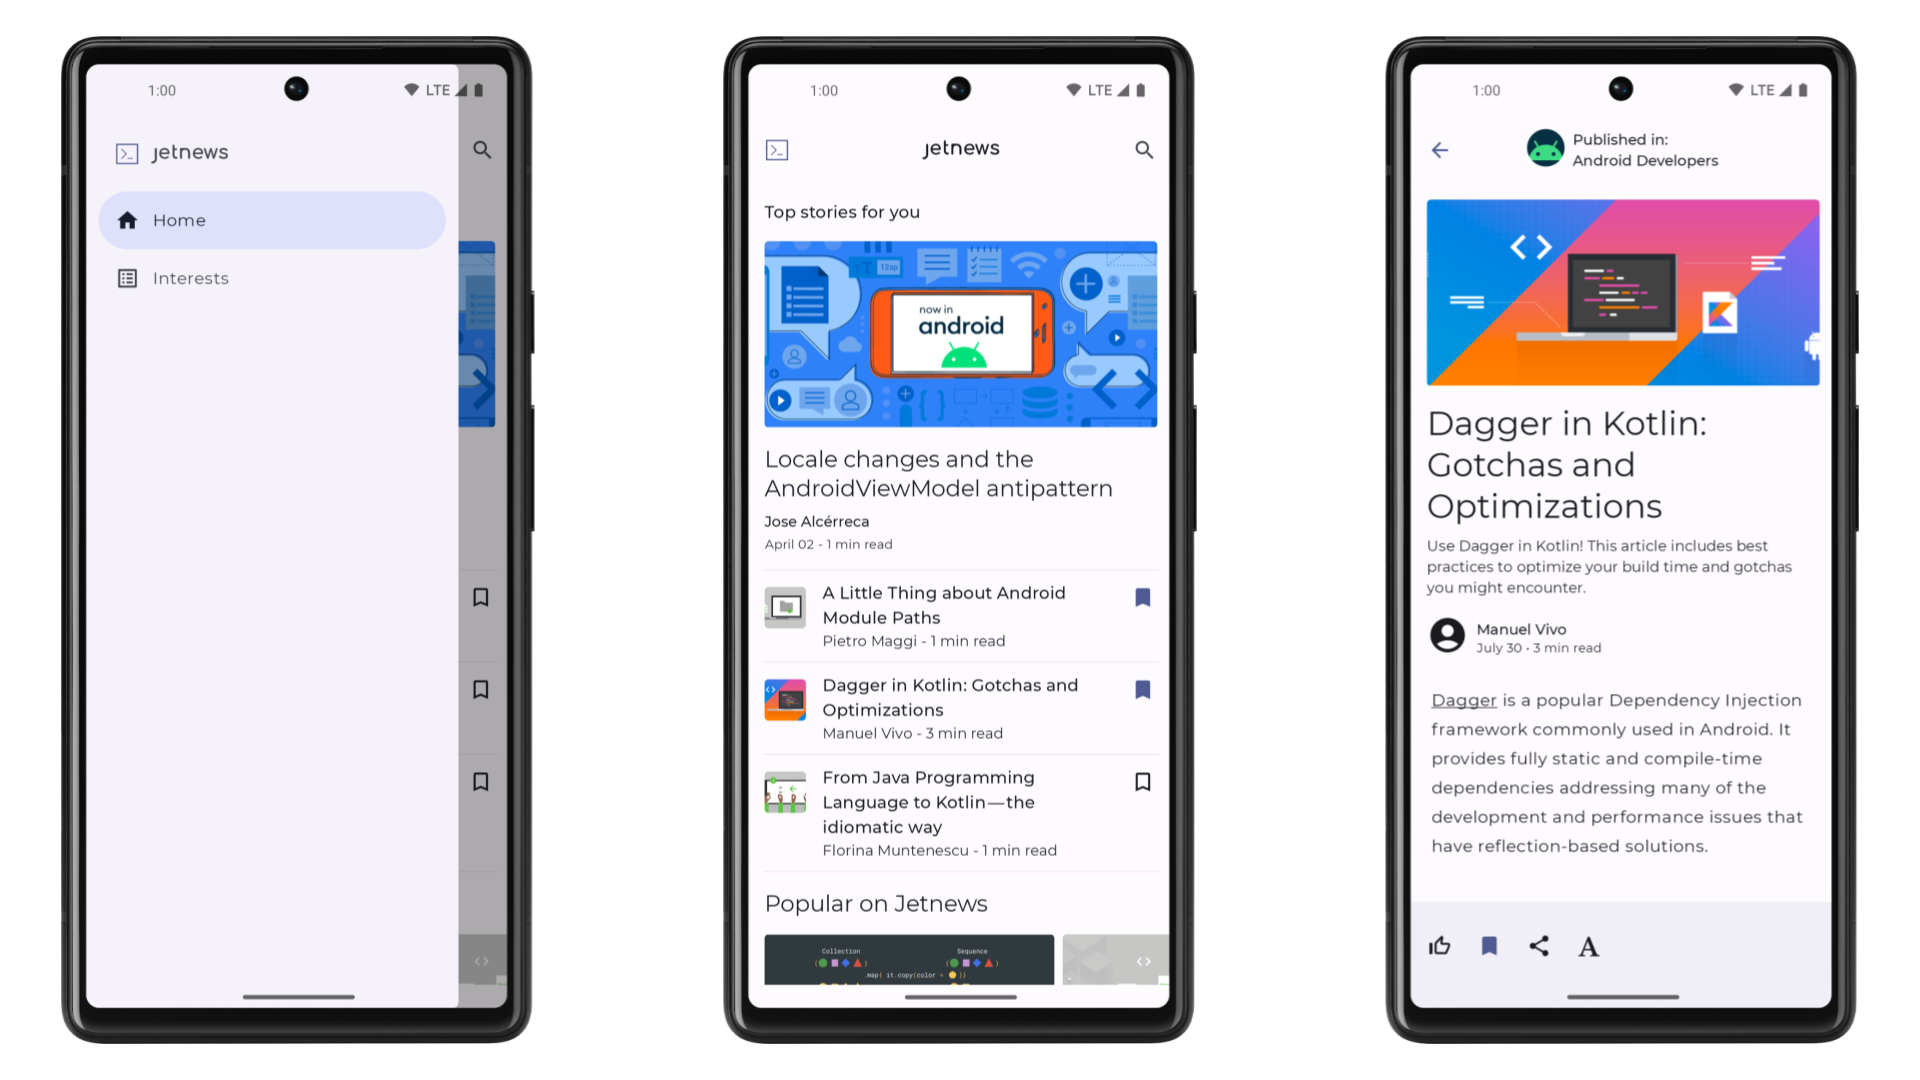 1:00
LTE
jetnews
Home
Interests
1:00
LTE
jetnews
Top stories for you
T
12sp
now in
android
Locale changes and the
AndroidViewModel antipattern
Jose Alcérreca
April 02 - 1 min read
A Little Thing about Android
Module Paths
Pietro Maggi - 1 min read
Dagger in Kotlin: Gotchas and
Optimizations
Manuel Vivo - 3 min read
From Java Programming
Language to Kotlin—the
idiomatic way
Florina Muntenescu - 1 min read
Popular on Jetnews
Collection
Sequence
.map{ it.copy(color = )}
1:00
LTE
Published in:
Android Developers
Dagger in Kotlin:
Gotchas and
Optimizations
Use Dagger in Kotlin! This article includes best
practices to optimize your build time and gotchas
you might encounter.
Manuel Vivo
July 30 • 3 min read
Dagger is a popular Dependency Injection
framework commonly used in Android. It
provides fully static and compile-time
dependencies addressing many of the
development and performance issues that
have reflection-based solutions.
A